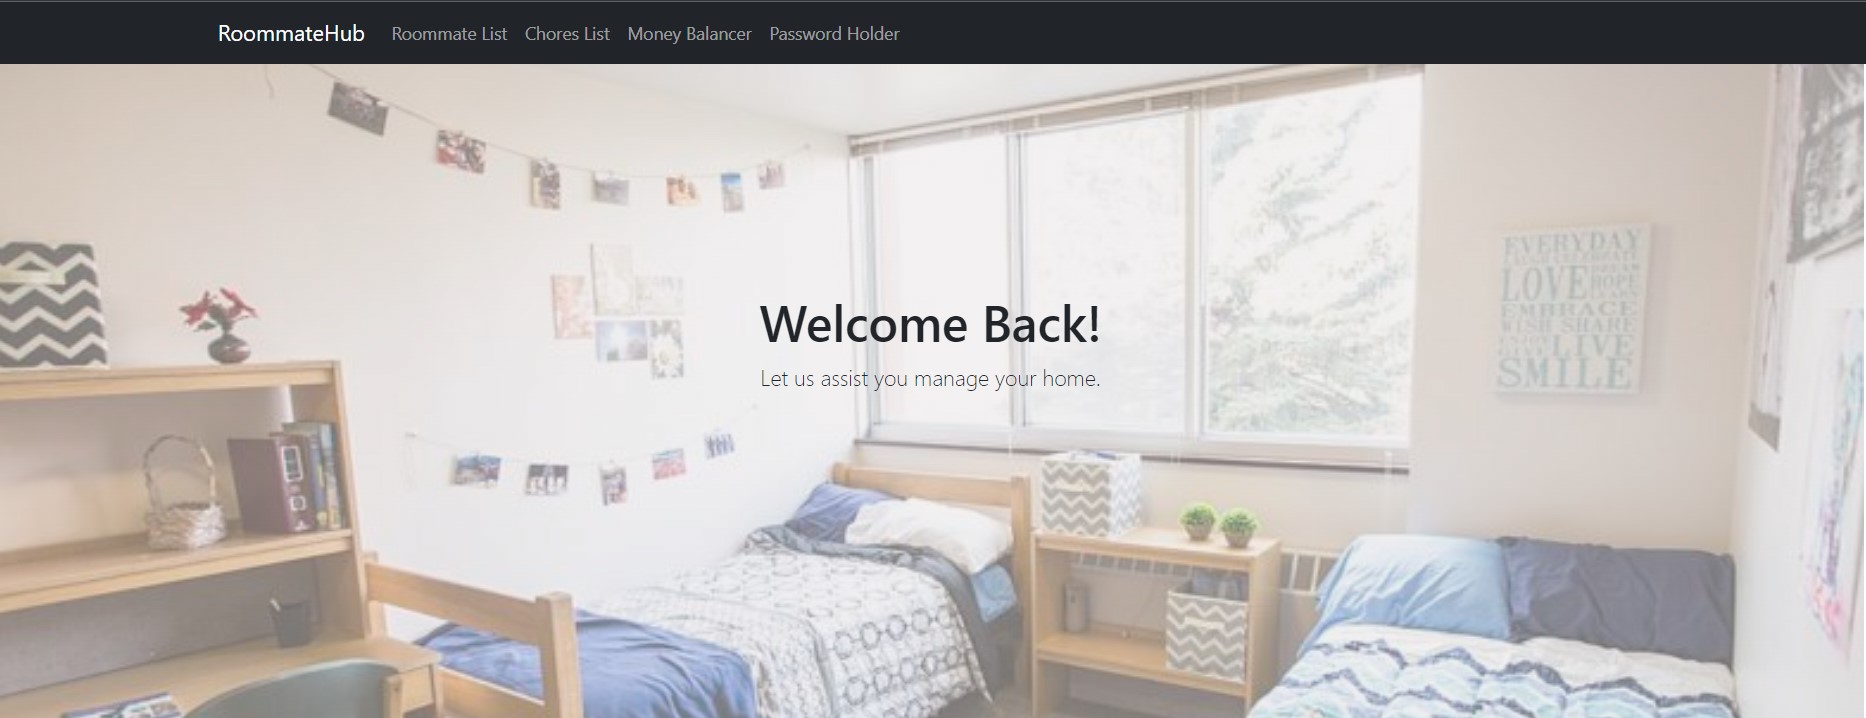 RoommateHub Roommate List Chores List Money Balancer Password Holder
Welcome Back!
Let us assist you manage your home.
EVERYDAY
LOVE
HOPE
EMBRACE
WISH SHARE
LIVE
SMILE